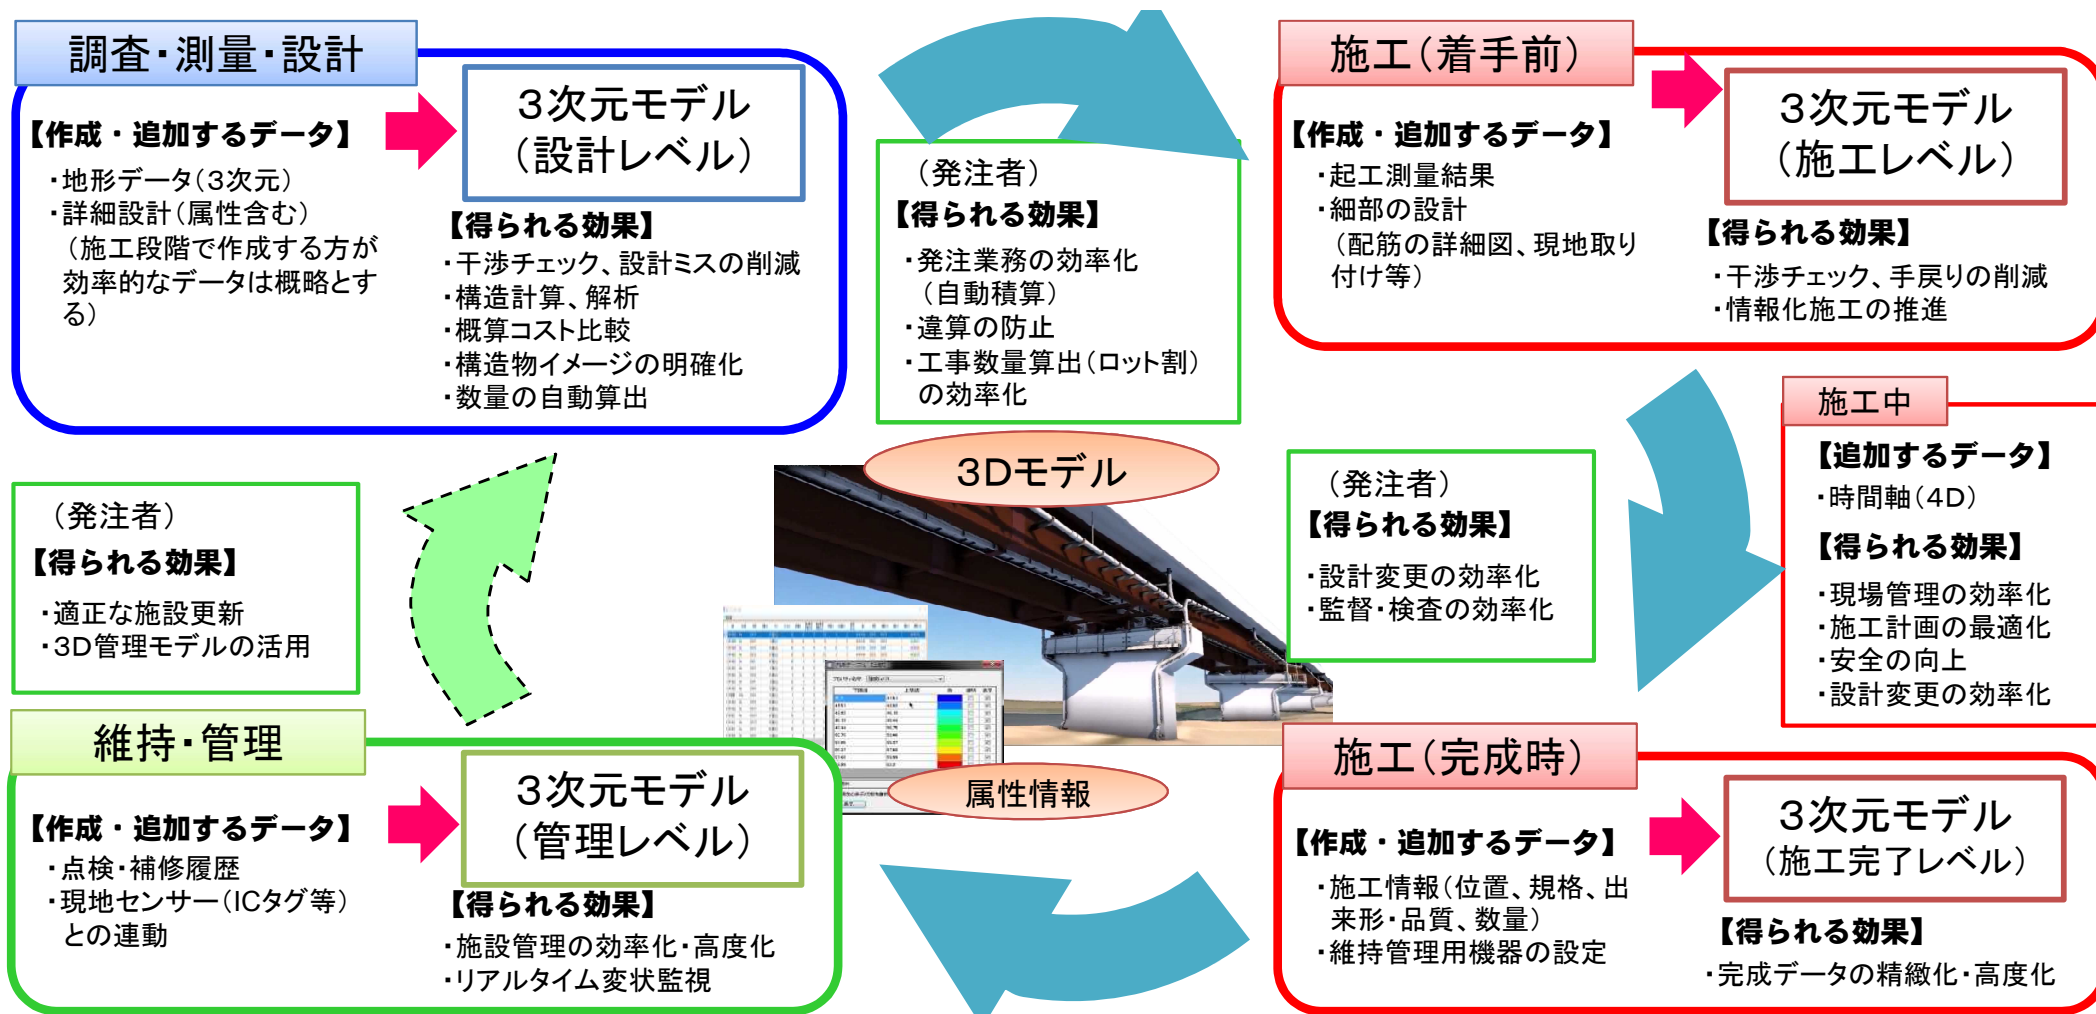 調査・測量・設計
【作成・追加するデータ】
・地形データ(3次元)
・詳細設計(属性含む)
(施工段階で作成する方が
効率的なデータは概略とす
る)
3次元モデル
(設計レベル)
【得られる効果】
・干渉チェック、設計ミスの削減
・構造計算、解析
・概算コスト比較
・構造物イメージの明確化
・数量の自動算出
(発注者)
【得られる効果】
・発注業務の効率化
(自動積算)
・違算の防止
・工事数量算出(ロット割)
の効率化
施工(着手前)
【作成・追加するデータ】
・起工測量結果
・細部の設計
(配筋の詳細図、現地取り
付け等)
3次元モデル
(施工レベル)
【得られる効果】
・干渉チェック、手戻りの削減
・情報化施工の推進
施工中
【追加するデータ】
・時間軸(4D)
【得られる効果】
・現場管理の効率化
・施工計画の最適化
・安全の向上
・設計変更の効率化
(発注者)
【得られる効果】
・設計変更の効率化
・監督・検査の効率化
3Dモデル
属性情報
(発注者)
【得られる効果】
・適正な施設更新
・3D管理モデルの活用
維持・管理
【作成・追加するデータ】
・点検・補修履歴
・現地センサー(ICタグ等)
との連動
3次元モデル
(管理レベル)
【得られる効果】
・施設管理の効率化・高度化
・リアルタイム変状監視
施工(完成時)
【作成・追加するデータ】
・施工情報(位置、規格、出
来形・品質、数量)
・維持管理用機器の設定
3次元モデル
(施工完了レベル)
【得られる効果】
・完成データの精緻化・高度化